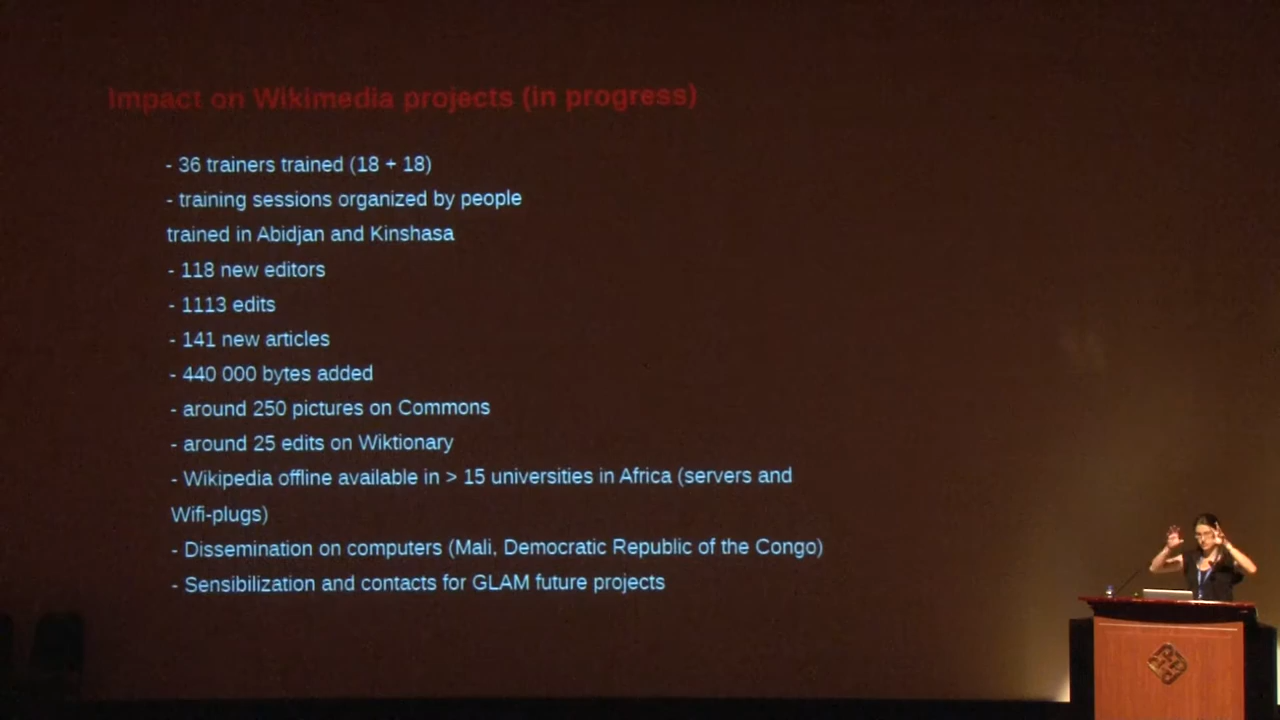 Impact on Wikimedia projects (in progress)
- 36 trainers trained (18 + 18)
- training sessions organized by people
trained in Abidjan and Kinshasa
- 118 new editors
- 1113 edits
- 141 new articles
- 440 000 bytes added
- around 250 pictures on Commons
- around 25 edits on Wiktionary
- Wikipedia offline available in > 15 universities in Africa (servers and
Wifi-plugs)
- Dissemination on computers (Mali, Democratic Republic of the Congo)
- Sensibilization and contacts for GLAM future projects